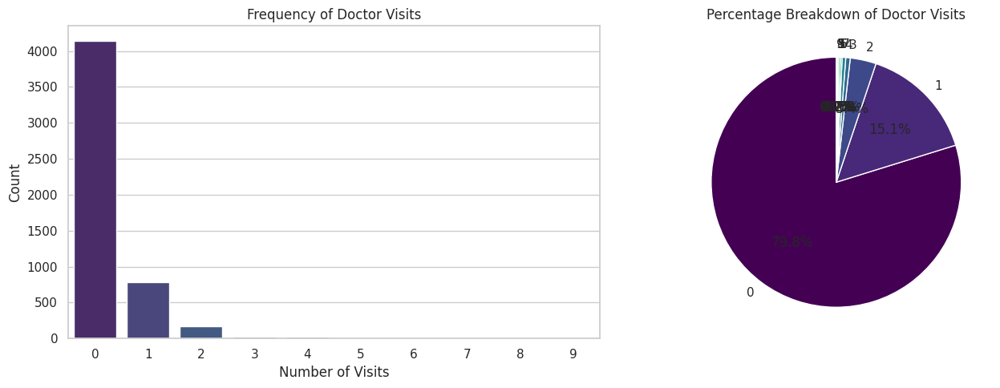 Frequency of Doctor Visits
4000
3500
3000
2500
2000
1500
1000
500
0
Count
0 1 2 3 4 5 6 7 8 9
Number of Visits
Percentage Breakdown of Doctor Visits
3 2
1
15.1%
79.8%
0